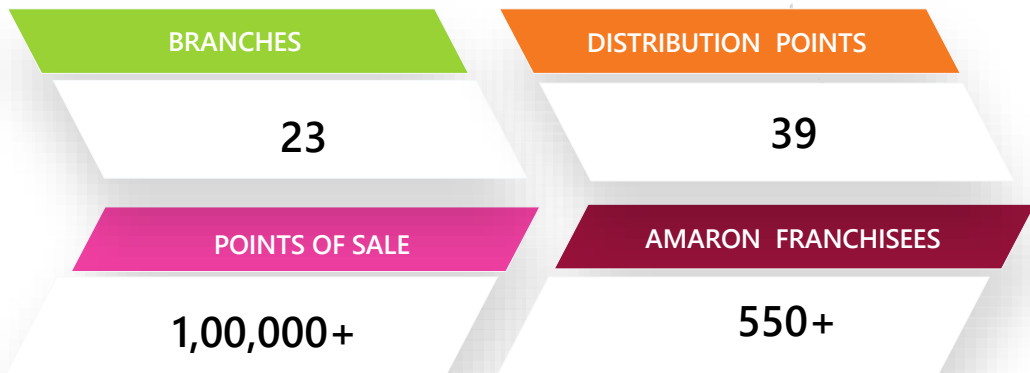 BRANCHES
23
DISTRIBUTION POINTS
39
POINTS OF SALE
1,00,000+
AMARON FRANCHISEES
550+